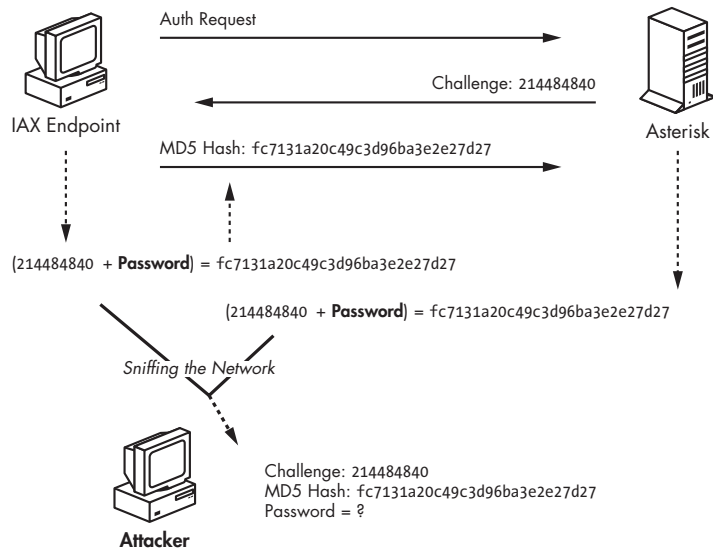 Auth Request
Challenge: 214484840
IAX Endpoint
Asterisk
MD5 Hash: fc7131a20c49c3d96ba3e2e27d27
(214484840 + Password) = fc7131a20c49c3d96ba3e2e27d27
(214484840 + Password) = fc7131a20c49c3d96ba3e2e27d27
Sniffing the Network
Challenge: 214484840
MD5 Hash: fc7131a20c49c3d96ba3e2e27d27
Password = ?
Attacker